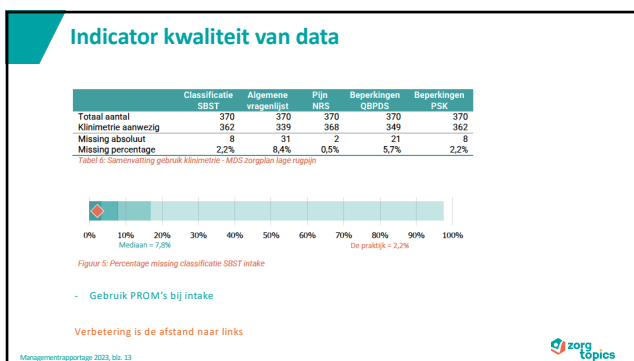 Indicator kwaliteit van data
Classificatie Algemene Pijn Beperkingen Beperkingen
SBST vragenlijst NRS QBPDS PSK
Totaal aantal 370 370 370 370 370
Klinimetrie aanwezig 362 339 368 349 362
Missing absoluut 8 31 2 21 8
Missing percentage 2,2% 8,4% 0,5% 5,7% 2,2%
Tabel 6: Samenvatting gebruik klinimetrie - MDS zorgplan lage rugpijn
0% 10% 20% 30% 40% 50% 60% 70% 80% 90% 100%
Mediaan = 7,8% De praktijk = 2,2%
Figuur 5: Percentage missing classificatie SBST intake
- Gebruik PROM's bij intake
Verbetering is de afstand naar links
Managementrapportage 2023, blz. 13
zorg
topics